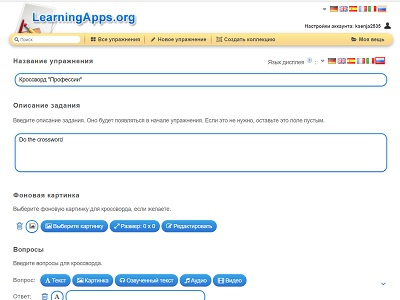 LearningApps.org
Настройки аккаунта: ksenja2535
Поиск
Все упражнения
Новое упражнение
Создать коллекцию
Мои вещь
Название упражнения
Язык дисплея
Кроссворд "Профессии"
Описание задания
Введите описание задания. Оно будет появляться в начале упражнения. Если это не нужно, оставьте это поле пустым.
Do the crossword
Фоновая картинка
Выберите фоновую картинку для кроссворда, если желаете.
Выберите картинку
Размер: 0 x 0
Редактировать
Вопросы
Введите вопросы для кроссворда.
Вопрос: A Текст Картинка Озвученный текст Аудио Видео
Ответ: A